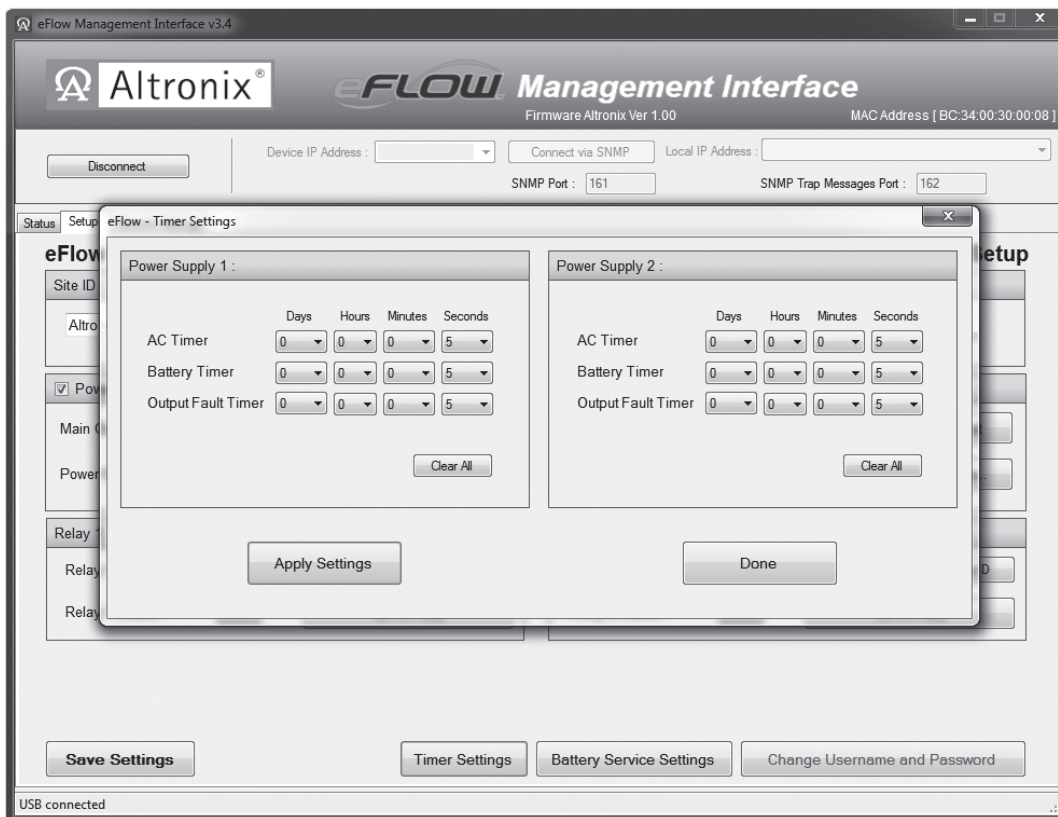 eFlow Management Interface v3.4
Altronix®
eFLOW Management Interface
Firmware Altronix Ver 1.00
MAC Address [ BC:34:00:30:00:08 ]
Disconnect
Device IP Address :
Connect via SNMP
Local IP Address :
SNMP Port : 161
SNMP Trap Messages Port : 162
Status
Setup
eFlow - Timer Settings
eFlow
Setup
Site ID
Altro
Power Supply 1 :
Days Hours Minutes Seconds
AC Timer 0 0 0 5
Battery Timer 0 0 0 5
Output Fault Timer 0 0 0 5
Clear All
Power Supply 2 :
Days Hours Minutes Seconds
AC Timer 0 0 0 5
Battery Timer 0 0 0 5
Output Fault Timer 0 0 0 5
Clear All
Main
Power
Relay 1
Relay
Relay
Apply Settings
Done
Save Settings
Timer Settings
Battery Service Settings
Change Username and Password
USB connected